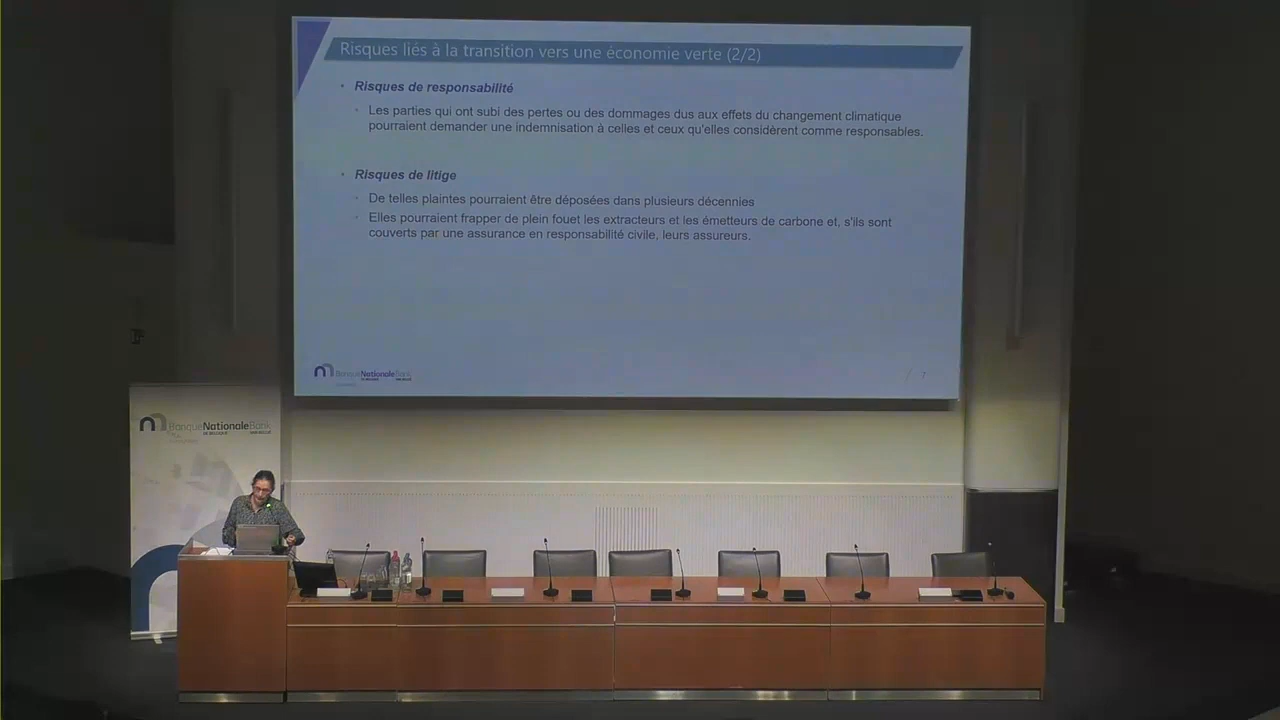 Risques liés à la transition vers une économie verte (2/2)
Risques de responsabilité
Les parties qui ont subi des pertes ou des dommages dus aux effets du changement climatique
pourraient demander une indemnisation à celles et ceux qu'elles considèrent comme responsables.
Risques de litige
De telles plaintes pourraient être déposées dans plusieurs décennies
Elles pourraient frapper de plein fouet les extracteurs et les émetteurs de carbone et, s'ils sont
couverts par une assurance en responsabilité civile, leurs assureurs.
BanqueNationaleBank
/ 7
BanqueNationaleBank
DE BELGIQUE